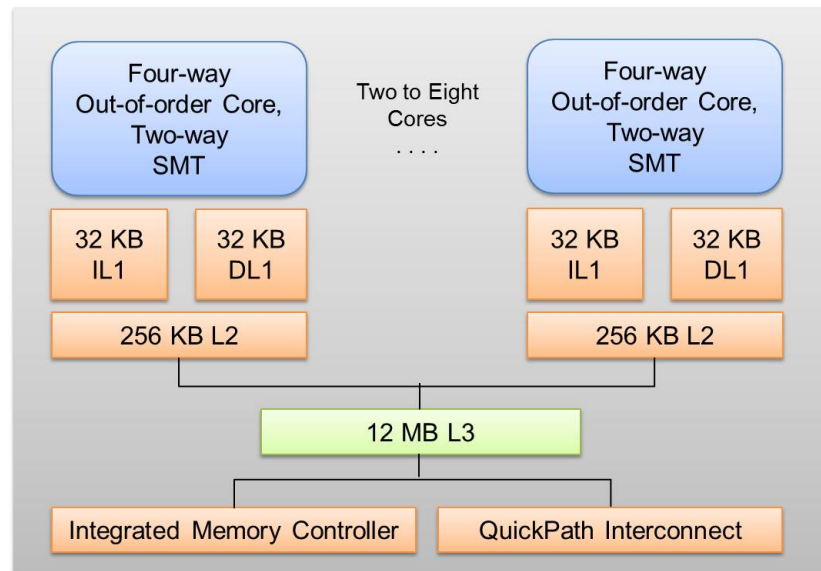 Four-way
Out-of-order Core,
Two-way
SMT
Two to Eight
Cores
. . . .
Four-way
Out-of-order Core,
Two-way
SMT
32 KB
IL1
32 KB
DL1
32 KB
IL1
32 KB
DL1
256 KB L2
256 KB L2
12 MB L3
Integrated Memory Controller
QuickPath Interconnect